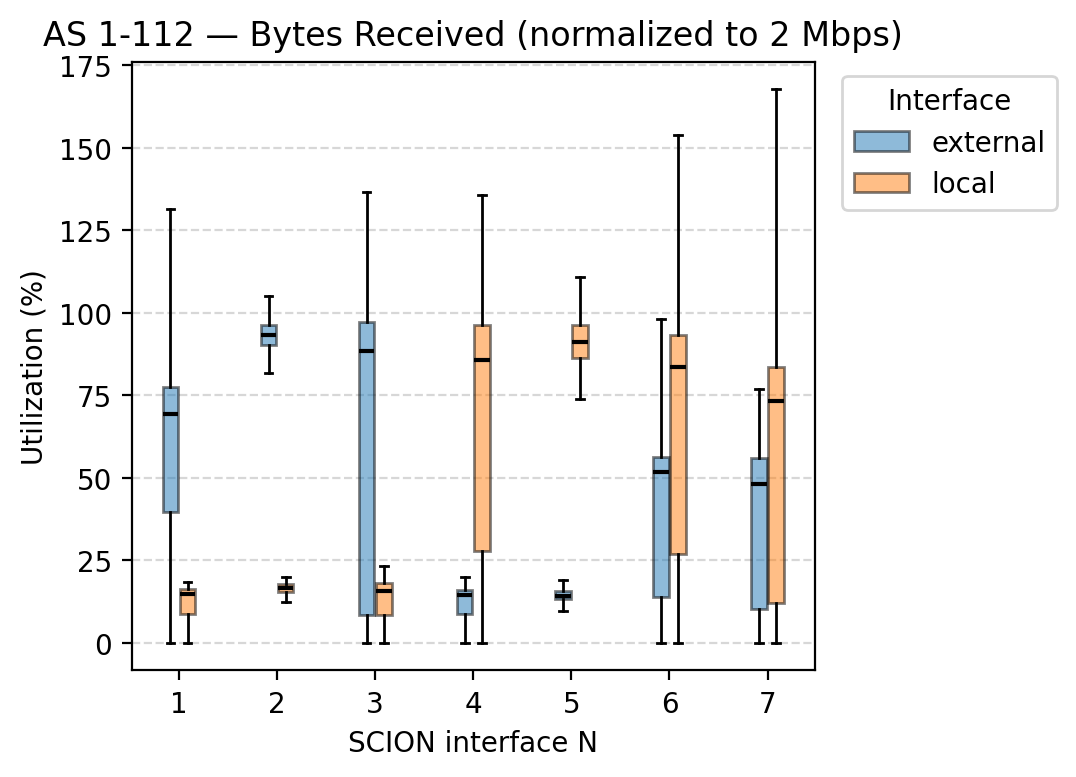 AS 1-112 — Bytes Received (normalized to 2 Mbps)
Interface
external
local
Utilization (%)
175
150
125
100
75
50
25
0
1 2 3 4 5 6 7
SCION interface N